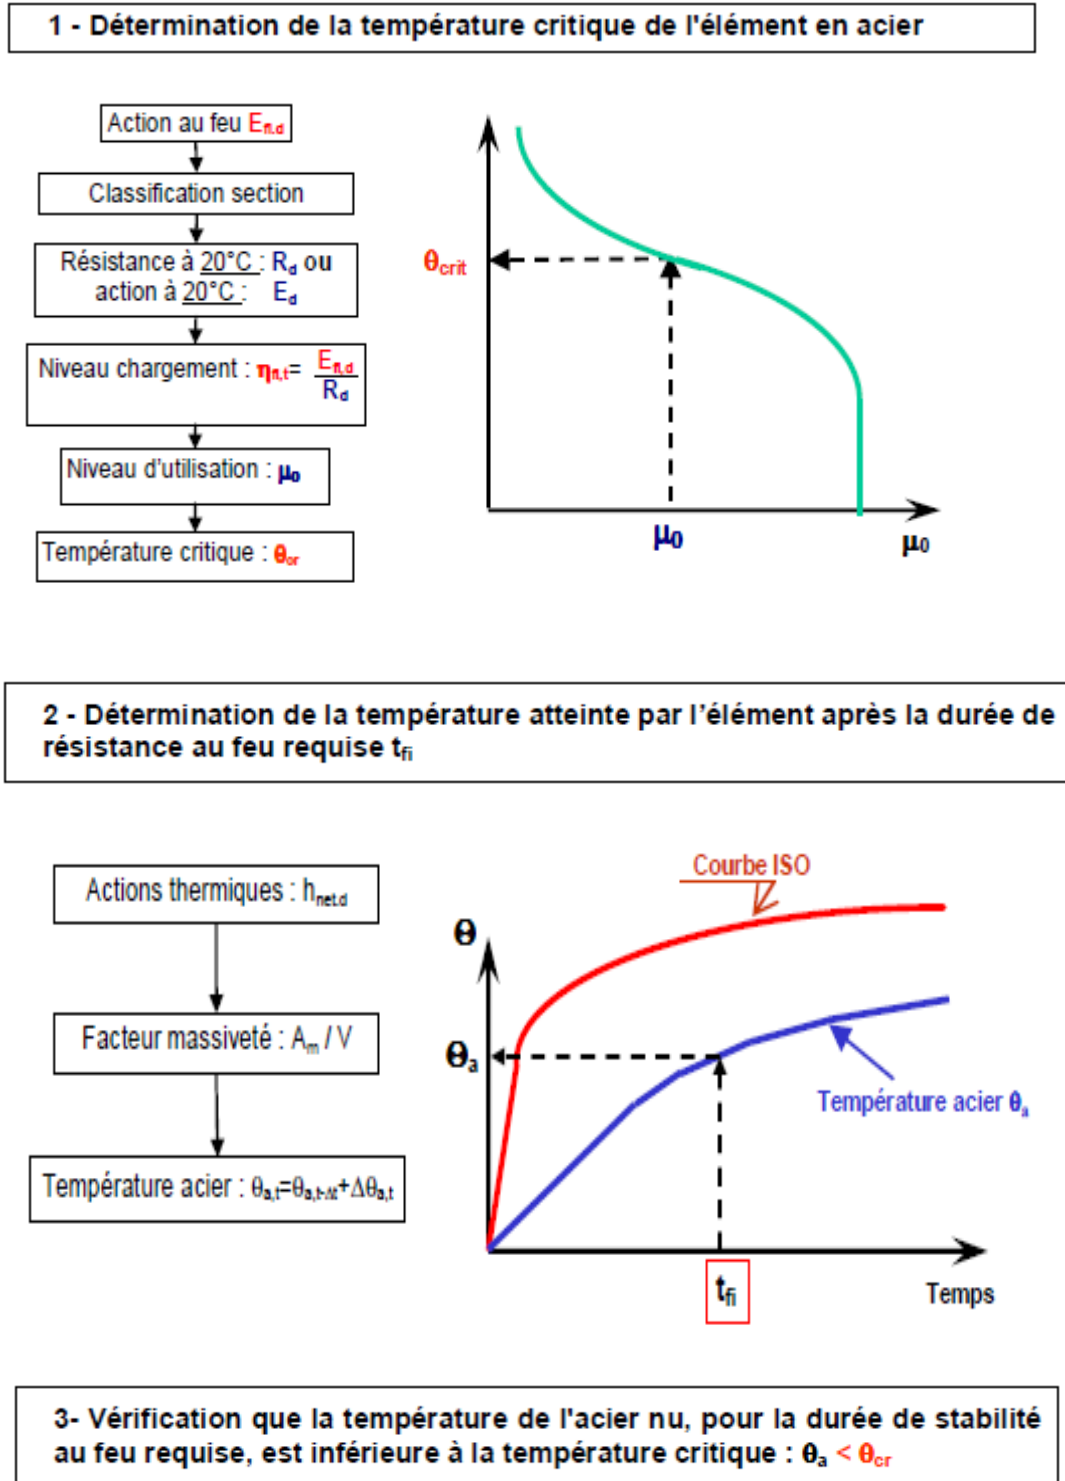 1 - Détermination de la température critique de l'élément en acier
Action au feu Efi.d
Classification section
Résistance à 20°C : Rd ou
action à 20°C : Ed
Niveau chargement : ηfi,t= Efi,d
Rd
Niveau d'utilisation : μ0
Température critique : θcr
θcrit
μ0
μ0
2 - Détermination de la température atteinte par l'élément après la durée de
résistance au feu requise tfi
Actions thermiques : hnet.d
Facteur massiveté : Am / V
Température acier : θa,t=θa,t-Δt+Δθa,t
Courbe ISO
Θ
Θa
Température acier θa
tfi
Temps
3- Vérification que la température de l'acier nu, pour la durée de stabilité
au feu requise, est inférieure à la température critique : θa < θcr